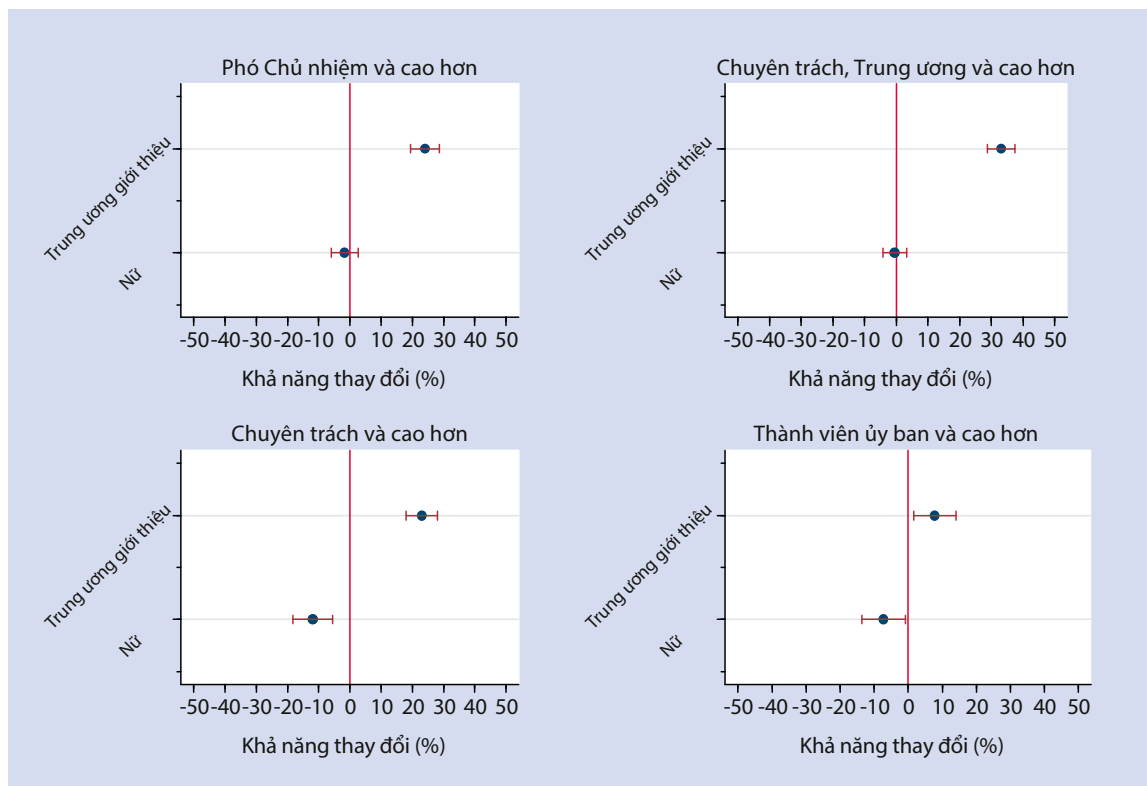 Phó Chủ nhiệm và cao hơn
Trung ương giới thiệu
Nữ
-50 -40 -30 -20 -10 0 10 20 30 40 50
Khả năng thay đổi (%)
Chuyên trách, Trung ương và cao hơn
Trung ương giới thiệu
Nữ
-50 -40 -30 -20 -10 0 10 20 30 40 50
Khả năng thay đổi (%)
Chuyên trách và cao hơn
Trung ương giới thiệu
Nữ
-50 -40 -30 -20 -10 0 10 20 30 40 50
Khả năng thay đổi (%)
Thành viên ủy ban và cao hơn
Trung ương giới thiệu
Nữ
-50 -40 -30 -20 -10 0 10 20 30 40 50
Khả năng thay đổi (%)